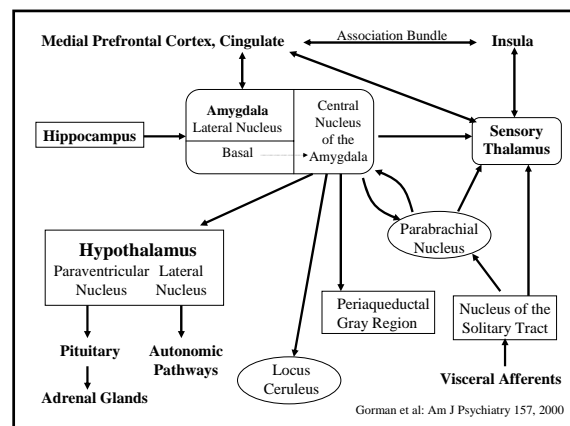 Medial Prefrontal Cortex, Cingulate
Association Bundle
Insula
Amygdala
Lateral Nucleus
Basal
Central
Nucleus
of the
Amygdala
Hippocampus
Sensory
Thalamus
Parabrachial
Nucleus
Hypothalamus
Paraventricular
Nucleus
Lateral
Nucleus
Periaqueductal
Gray Region
Nucleus of the
Solitary Tract
Pituitary
Autonomic
Pathways
Locus
Ceruleus
Visceral Afferents
Adrenal Glands
Gorman et al: Am J Psychiatry 157, 2000